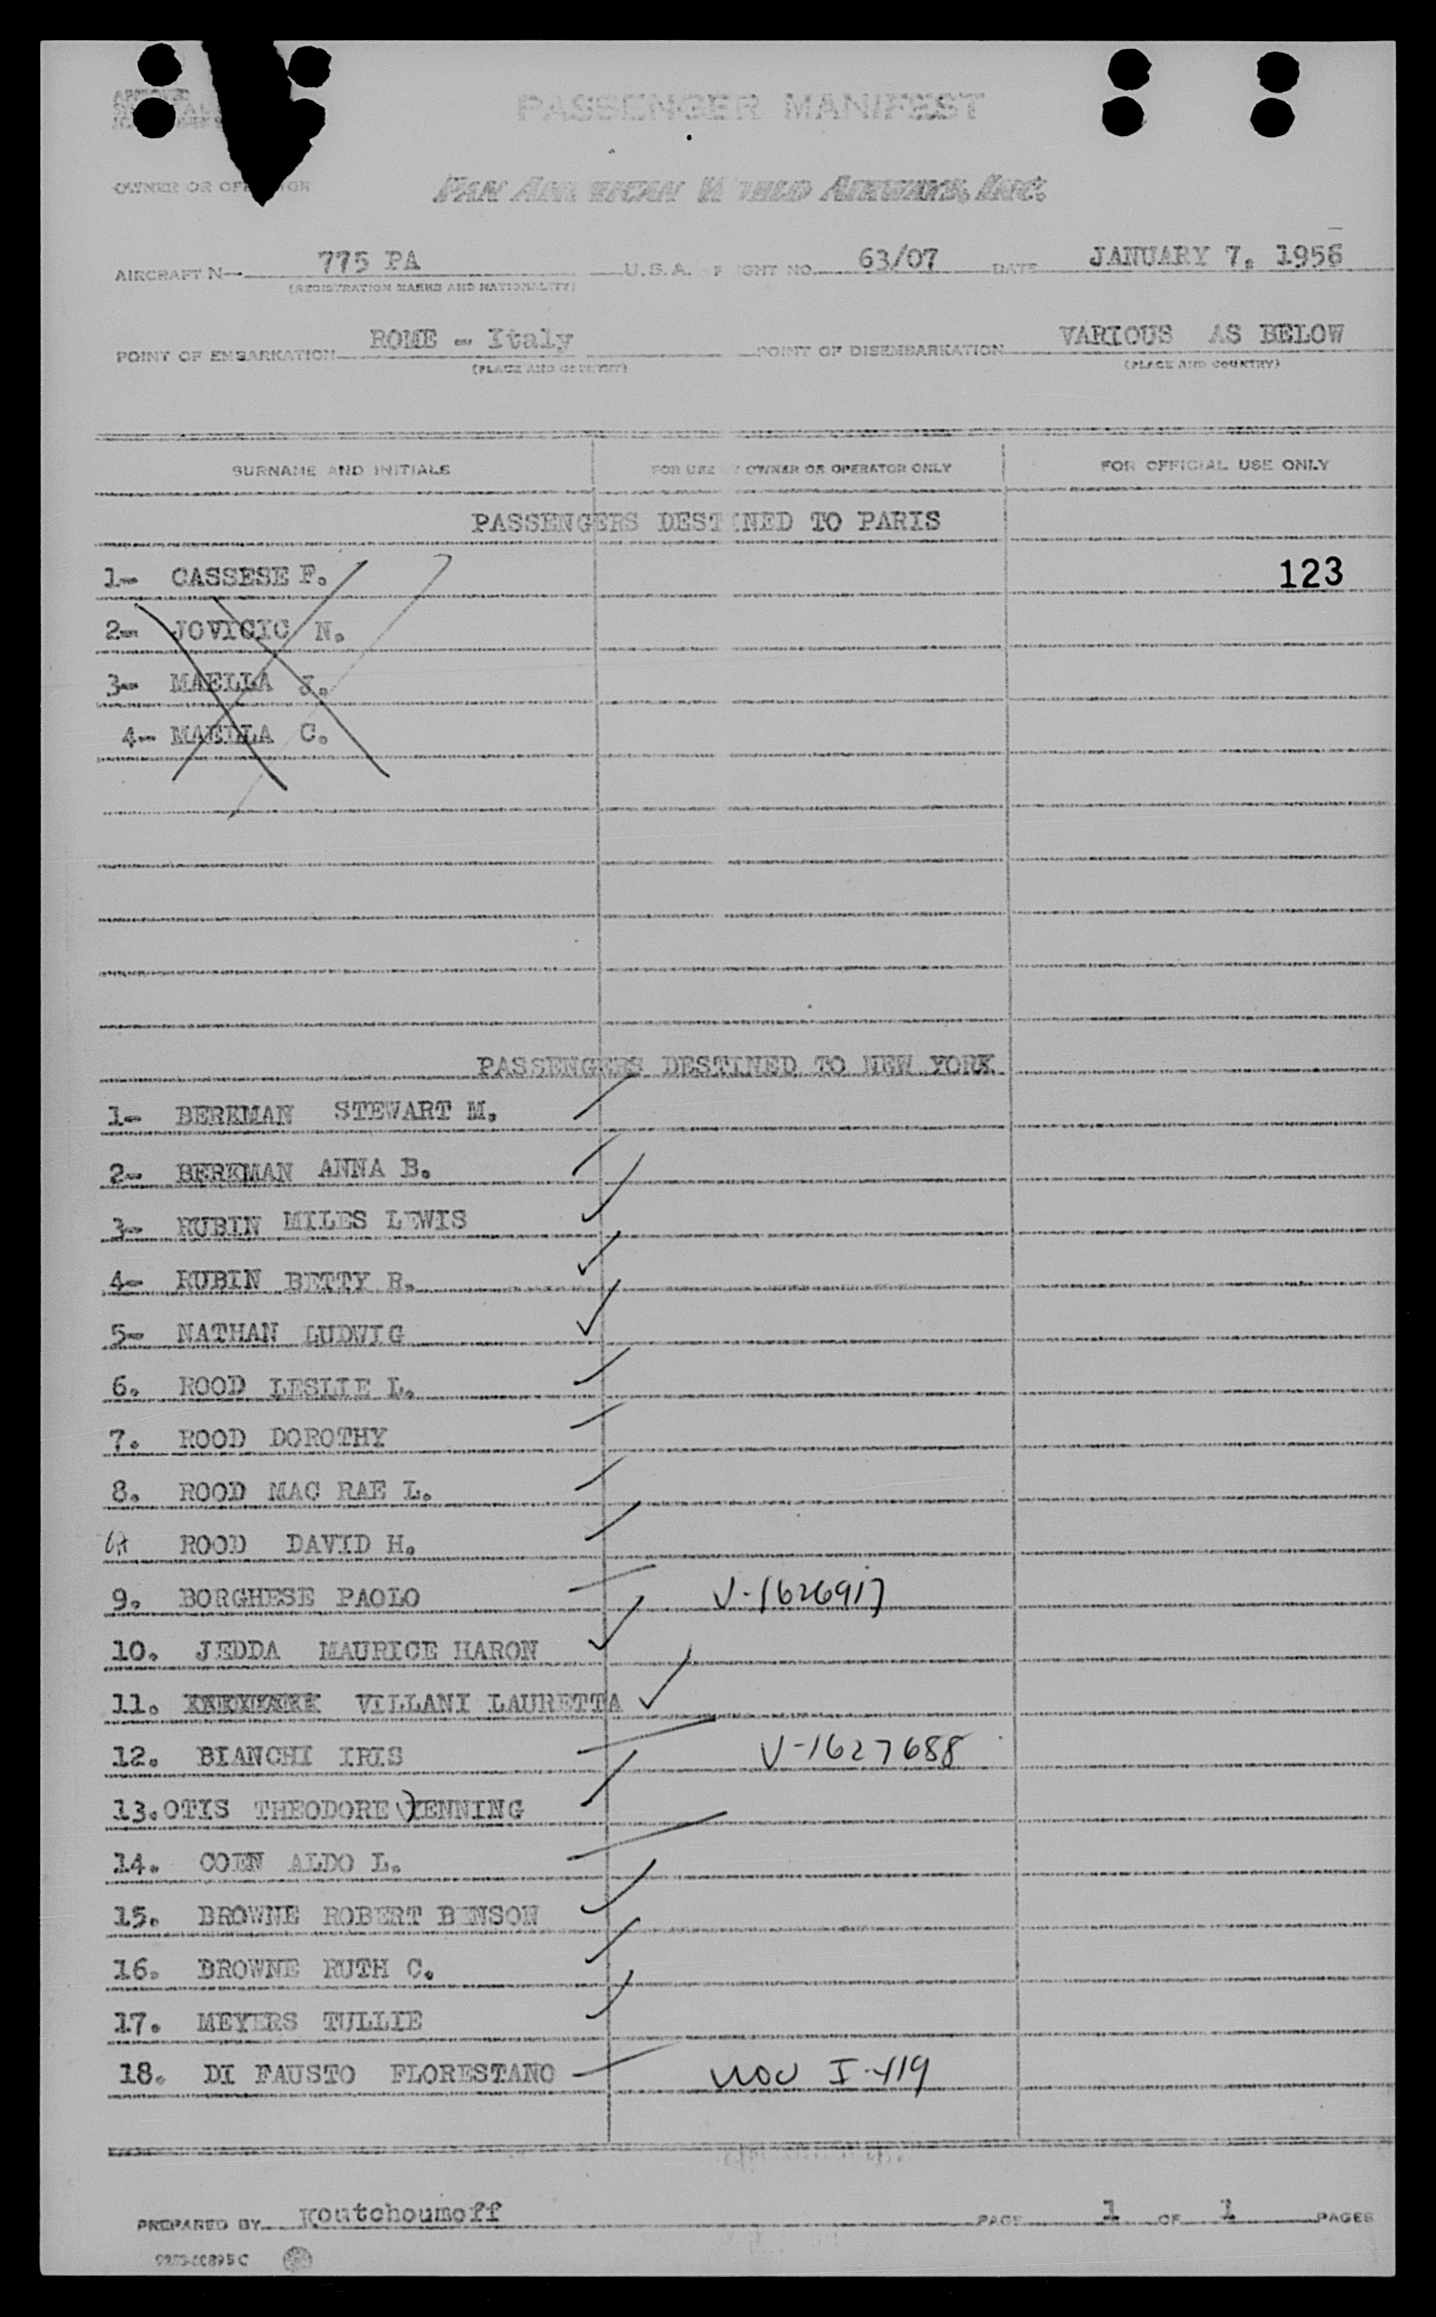 PASSENGER MANIFEST
OWNER OR OPERATOR
PAN AMERICAN WORLD AIRWAYS, INC.
AIRCRAFT N- 775 PA U.S.A. FLIGHT NO. 63/07 DATE JANUARY 7, 1956
(REGISTRATION MARKS AND NATIONALITY)
POINT OF EMBARKATION ROME - Italy POINT OF DISEMBARKATION VARIOUS AS BELOW
(PLACE AND COUNTRY) (PLACE AND COUNTRY)
SURNAME AND INITIALS FOR USE BY OWNER OR OPERATOR ONLY FOR OFFICIAL USE ONLY
PASSENGERS DESTINED TO PARIS
1- CASSESE F. 123
2- JOVICIC N.
3- MAELLA J.
4- MAELLA C.
PASSENGERS DESTINED TO NEW YORK
1- BERKMAN STEWART M.
2- BERKMAN ANNA B.
3- RUBIN MILES LEWIS
4- RUBIN BETTY R.
5- NATHAN LUDWIG
6. ROOD LESLIE L.
7. ROOD DOROTHY
8. ROOD MAC RAE L.
ROOD DAVID H.
9. BORGHESE PAOLO V-1626917
10. JEDDA MAURICE HARON
11. VILLANI LAURETTA
12. BIANCHI IRIS V-1627688
13. OTIS THEODORE YENNING
14. COEN ALDO L.
15. BROWNE ROBERT BENSON
16. BROWNE RUTH C.
17. MEYERS TULLIE
18. DI FAUSTO FLORESTANO I-419
PREPARED BY Koutchoumoff PAGE 1 OF 1 PAGES